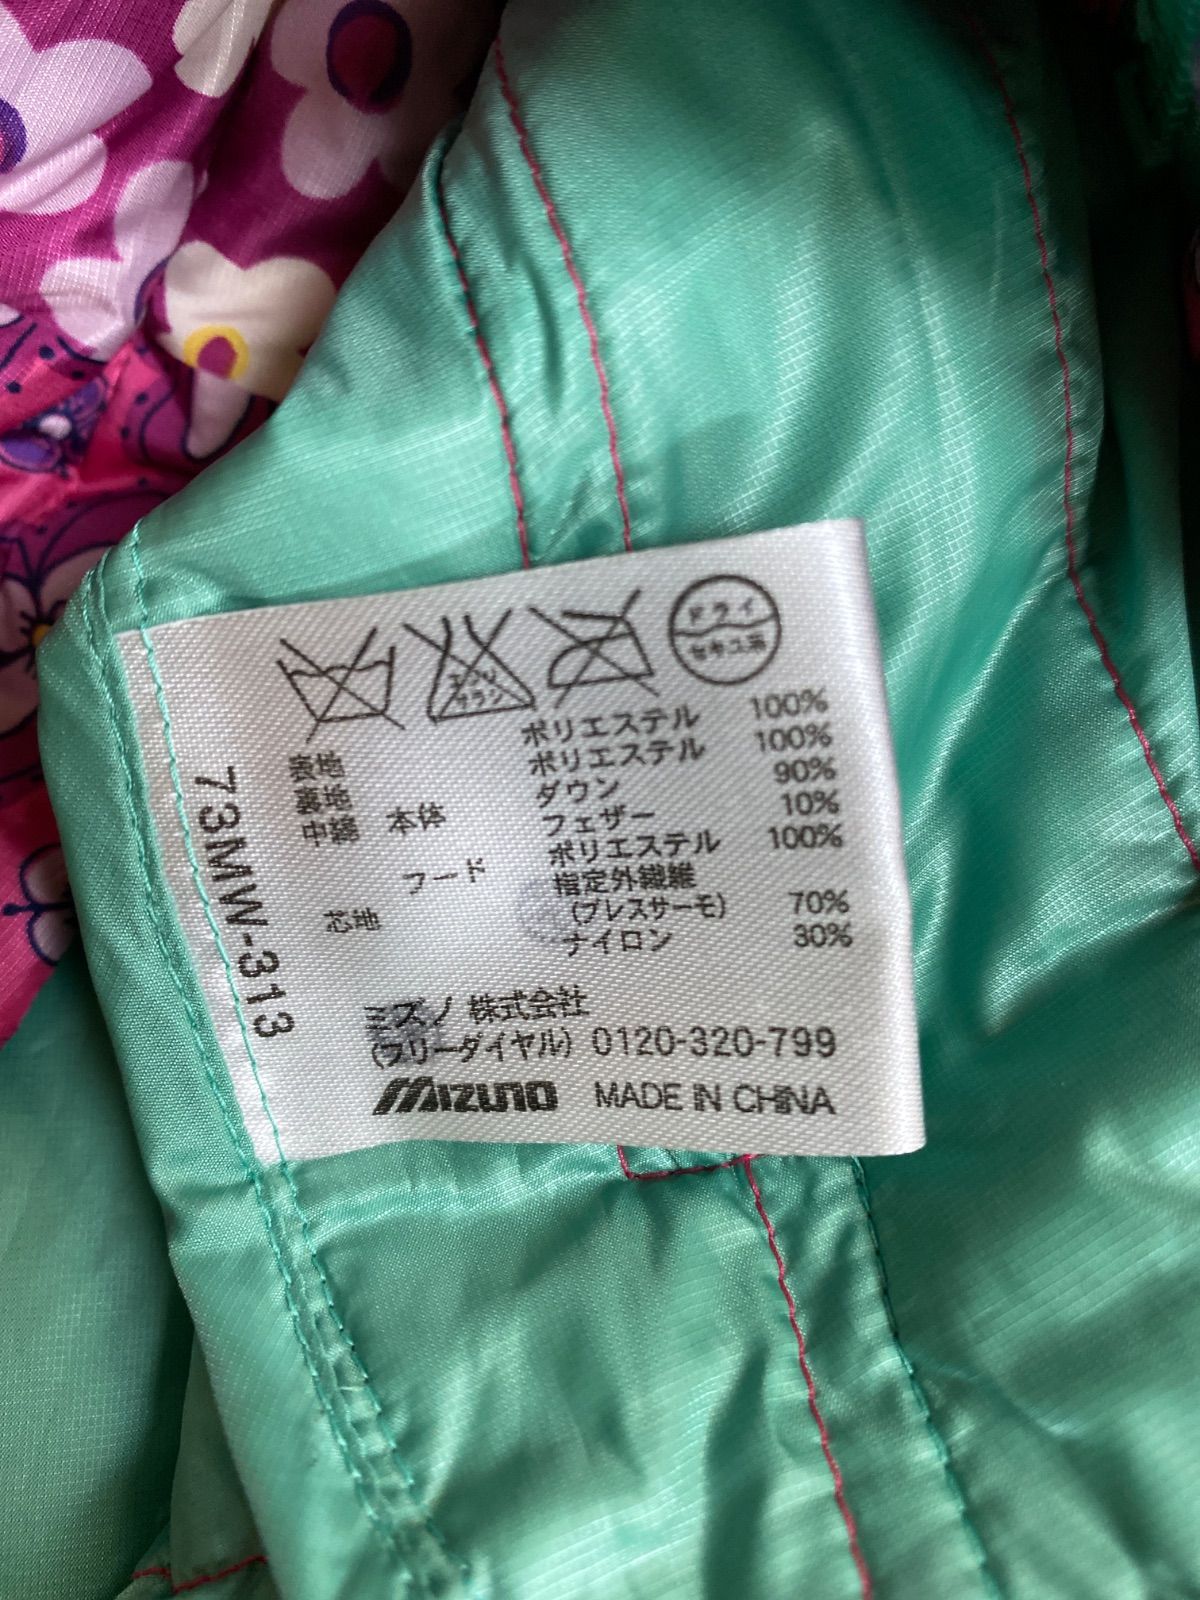 エンソ
サラシ
ドライ
セキユ系
表地 ポリエステル 100%
裏地 ポリエステル 100%
中綿 本体 ダウン 90%
フェザー 10%
フード ポリエステル 100%
芯地 指定外繊維
(ブレスサーモ) 70%
ナイロン 30%
ミズノ 株式会社
(フリーダイヤル) 0120-320-799
MIZUNO MADE IN CHINA
73MW-313